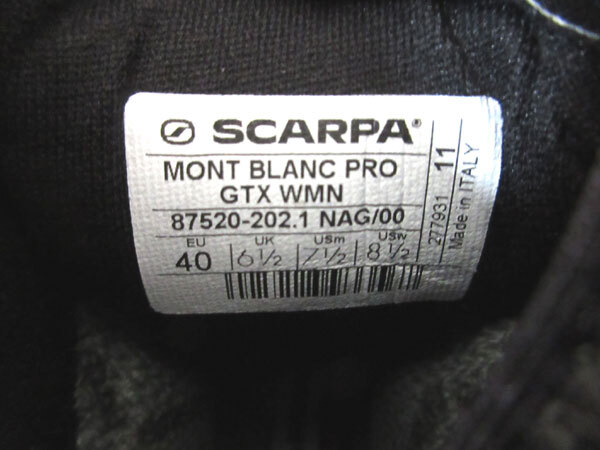 SCARPA®
MONT BLANC PRO
GTX WMN
87520-202.1 NAG/00
EU UK USm USw
40 6½ 7½ 8½
277931 11
Made in ITALY